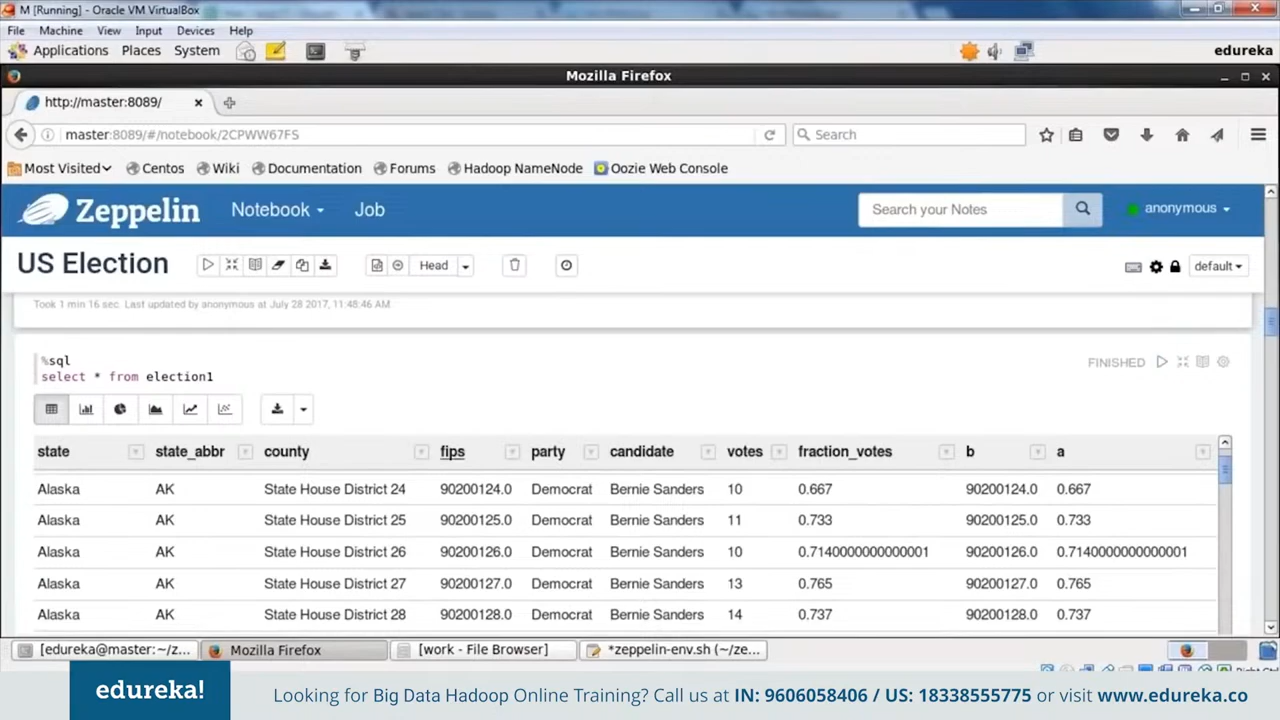 M [Running] - Oracle VM VirtualBox
File Machine View Input Devices Help
Applications Places System edureka
Mozilla Firefox
http://master:8089/
master:8089/#/notebook/2CPWW67FS Search
Most Visited Centos Wiki Documentation Forums Hadoop NameNode Oozie Web Console
Zeppelin Notebook Job Search your Notes anonymous
US Election Head default
Took 1 min 16 sec. Last updated by anonymous at July 28 2017, 11:48:46 AM.
%sql
select * from election1
FINISHED
state state_abbr county fips party candidate votes fraction_votes b a
Alaska AK State House District 24 90200124.0 Democrat Bernie Sanders 10 0.667 90200124.0 0.667
Alaska AK State House District 25 90200125.0 Democrat Bernie Sanders 11 0.733 90200125.0 0.733
Alaska AK State House District 26 90200126.0 Democrat Bernie Sanders 10 0.7140000000000001 90200126.0 0.7140000000000001
Alaska AK State House District 27 90200127.0 Democrat Bernie Sanders 13 0.765 90200127.0 0.765
Alaska AK State House District 28 90200128.0 Democrat Bernie Sanders 14 0.737 90200128.0 0.737
[edureka@master:~/z... Mozilla Firefox [work - File Browser] *zeppelin-env.sh (~/ze...
edureka! Looking for Big Data Hadoop Online Training? Call us at IN: 9606058406 / US: 18338555775 or visit www.edureka.co